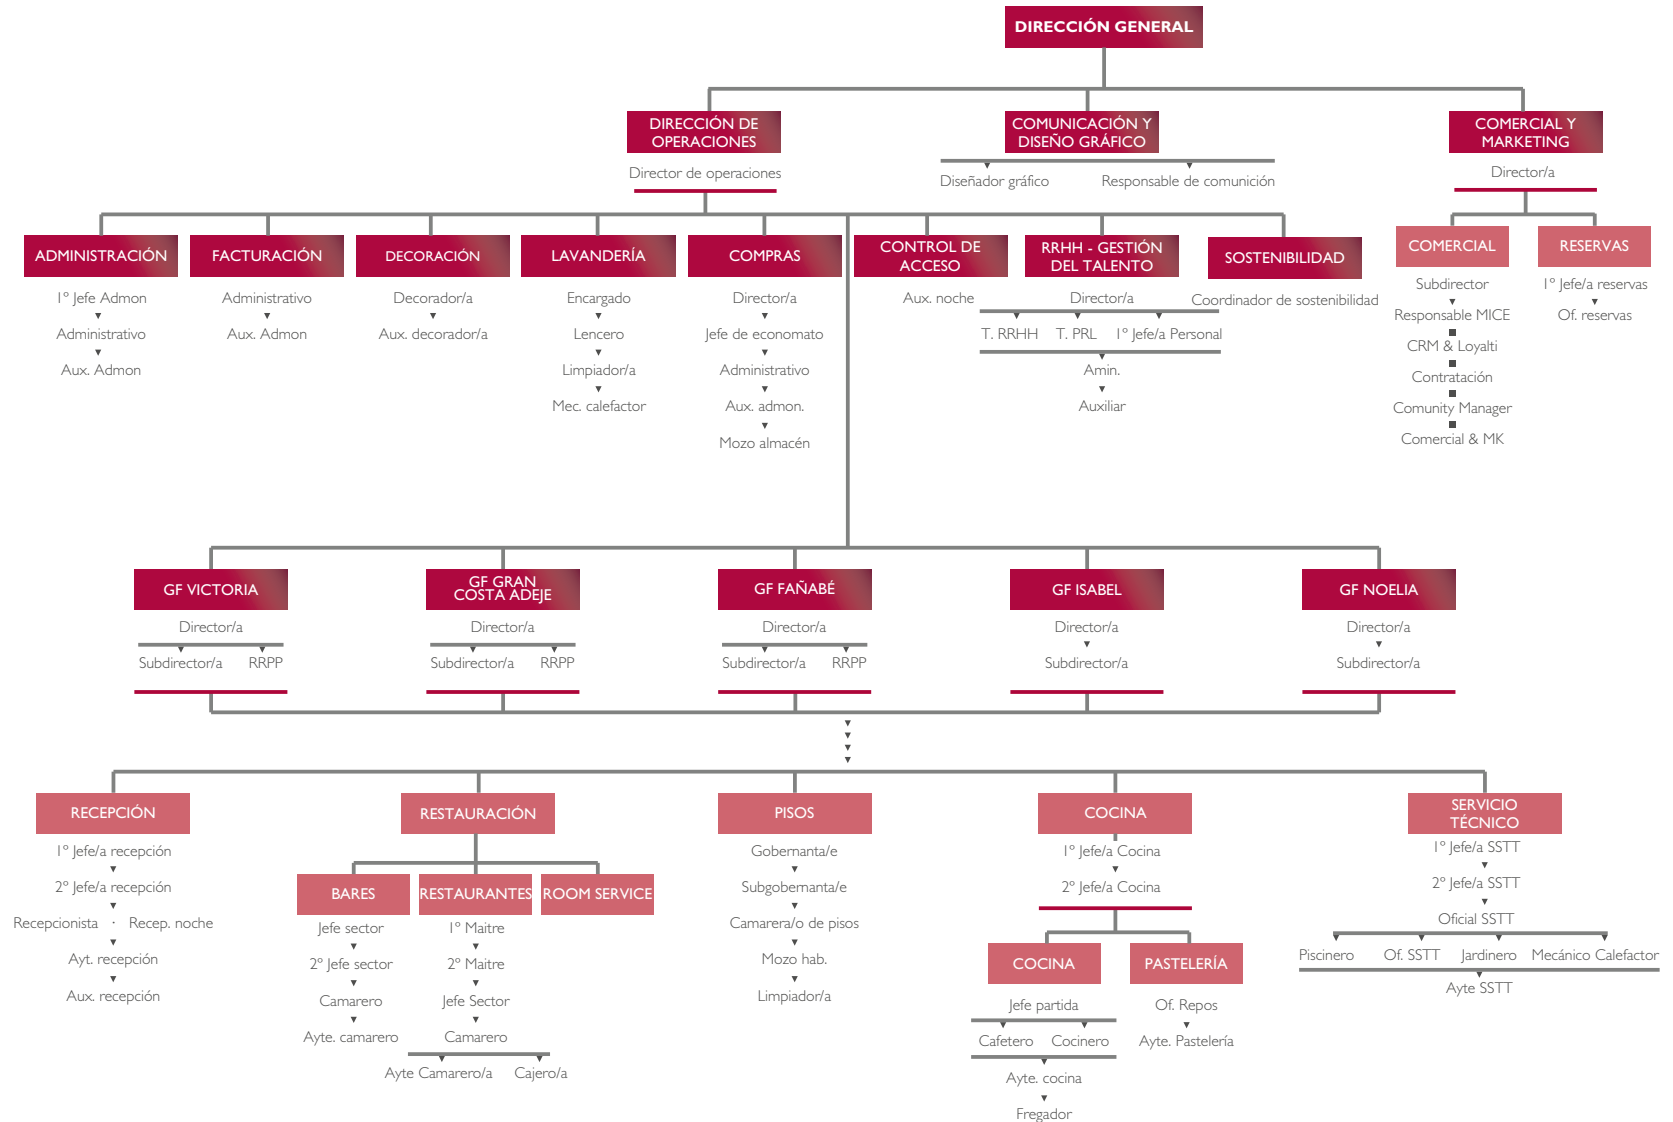 DIRECCIÓN GENERAL
DIRECCIÓN DE
OPERACIONES
Director de operaciones
COMUNICACIÓN Y
DISEÑO GRÁFICO
Diseñador gráfico
Responsable de comunición
COMERCIAL Y
MARKETING
Director/a
ADMINISTRACIÓN
1º Jefe Admon
Administrativo
Aux. Admon
FACTURACIÓN
Administrativo
Aux. Admon
DECORACIÓN
Decorador/a
Aux. decorador/a
LAVANDERÍA
Encargado
Lencero
Limpiador/a
Mec. calefactor
COMPRAS
Director/a
Jefe de economato
Administrativo
Aux. admon.
Mozo almacén
CONTROL DE
ACCESO
Aux. noche
RRHH - GESTIÓN
DEL TALENTO
Director/a
T. RRHH
T. PRL
1º Jefe/a Personal
Amin.
Auxiliar
SOSTENIBILIDAD
Coordinador de sostenibilidad
COMERCIAL
Subdirector
Responsable MICE
CRM & Loyalti
Contratación
Comunity Manager
Comercial & MK
RESERVAS
1º Jefe/a reservas
Of. reservas
GF VICTORIA
Director/a
Subdirector/a
RRPP
GF GRAN
COSTA ADEJE
Director/a
Subdirector/a
RRPP
GF FAÑABÉ
Director/a
Subdirector/a
RRPP
GF ISABEL
Director/a
Subdirector/a
GF NOELIA
Director/a
Subdirector/a
RECEPCIÓN
1º Jefe/a recepción
2º Jefe/a recepción
Recepcionista · Recep. noche
Ayt. recepción
Aux. recepción
RESTAURACIÓN
BARES
Jefe sector
2º Jefe sector
Camarero
Ayte. camarero
RESTAURANTES
1º Maitre
2º Maitre
Jefe Sector
Camarero
Ayte Camarero/a
Cajero/a
ROOM SERVICE
PISOS
Gobernanta/e
Subgobernanta/e
Camarera/o de pisos
Mozo hab.
Limpiador/a
COCINA
1º Jefe/a Cocina
2º Jefe/a Cocina
COCINA
Jefe partida
Cafetero
Cocinero
Ayte. cocina
Fregador
PASTELERÍA
Of. Repos
Ayte. Pastelería
SERVICIO
TÉCNICO
1º Jefe/a SSTT
2º Jefe/a SSTT
Oficial SSTT
Piscinero
Of. SSTT
Jardinero
Mecánico Calefactor
Ayte SSTT